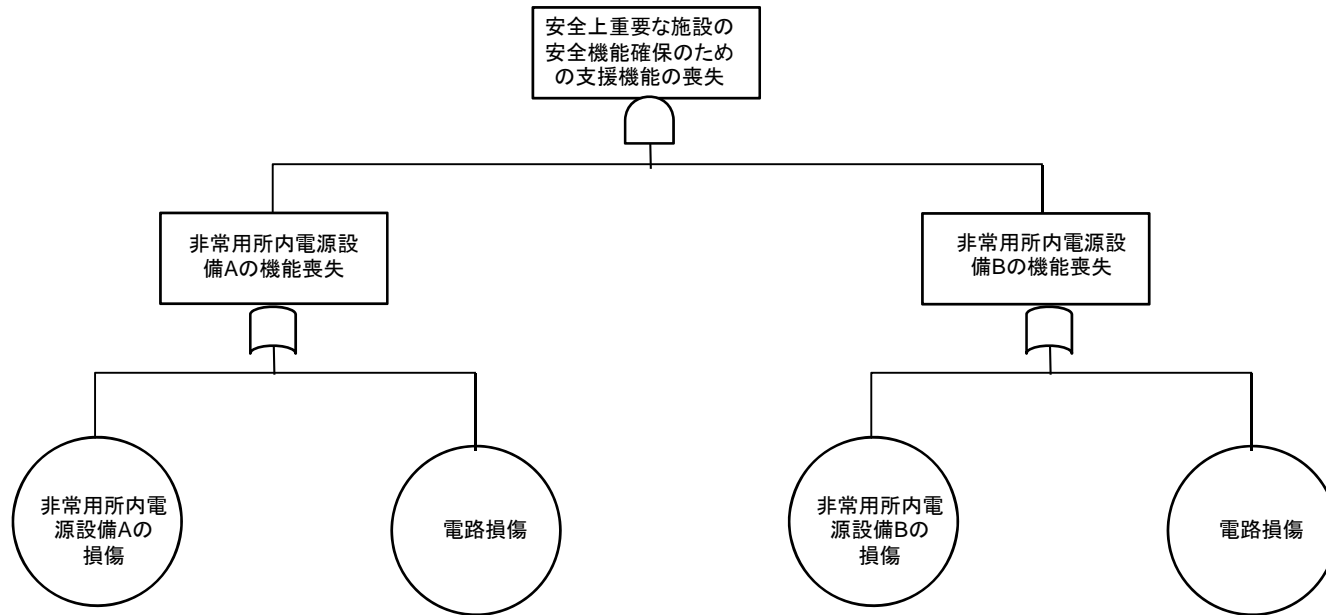 安全上重要な施設の
安全機能確保のため
の支援機能の喪失
非常用所内電源設
備Aの機能喪失
非常用所内電源設
備Bの機能喪失
非常用所内電
源設備Aの
損傷
電路損傷
非常用所内電
源設備Bの
損傷
電路損傷